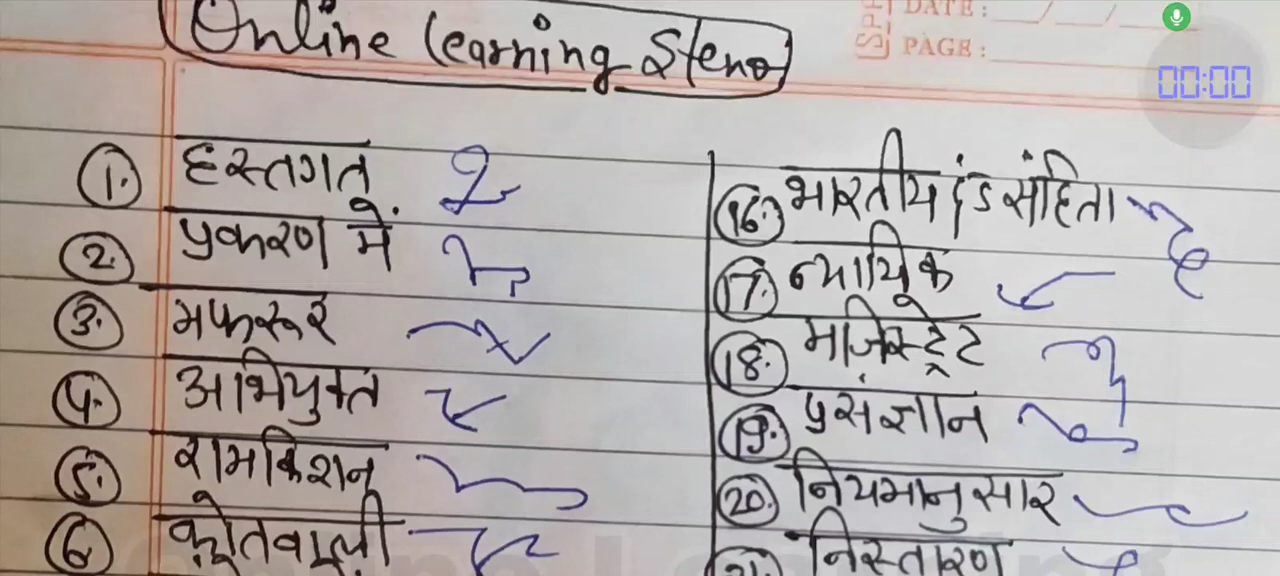 Online Learning Steno
DATE:
PAGE:
00:00
1. हस्तगत
2. प्रकरण में
3. मफरूर
4. अभियुक्त
5. रामकिशन
6. कोतवाली
16. भारतीय दंड संहिता
17. न्यायिक
18. मजिस्ट्रेट
19. प्रसंज्ञान
20. नियमानुसार
21. निस्तारण